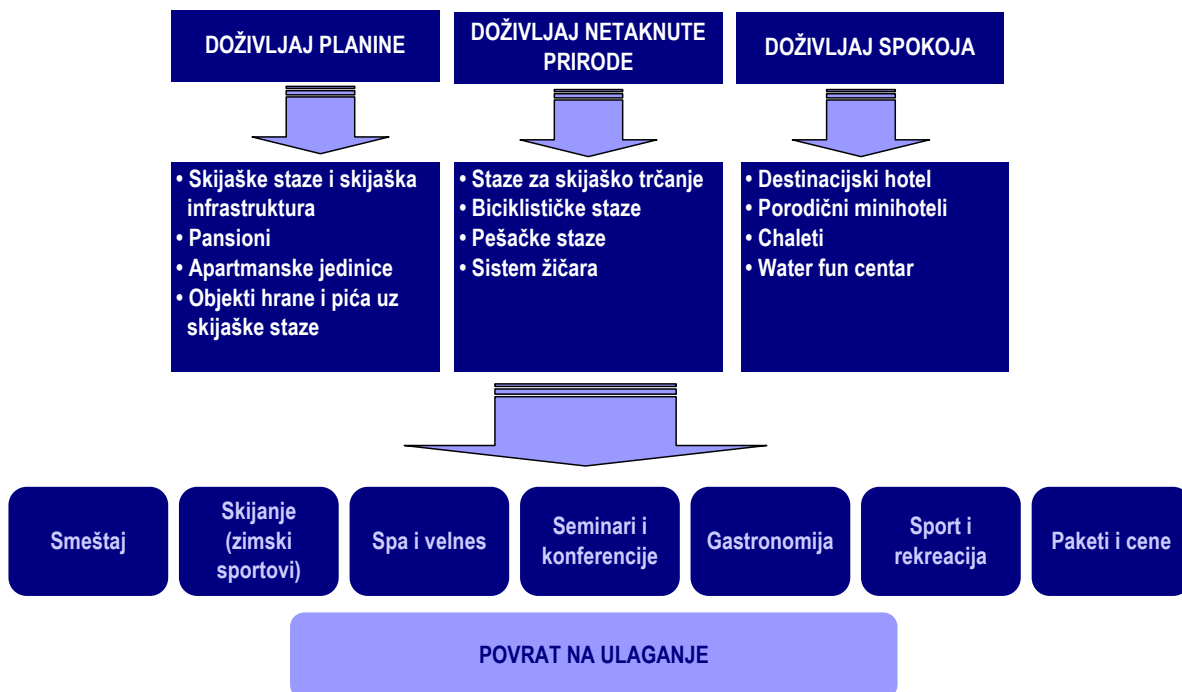 DOŽIVLJAJ PLANINE
DOŽIVLJAJ NETAKNUTE
PRIRODE
DOŽIVLJAJ SPOKOJA
• Skijaške staze i skijaška
infrastruktura
• Pansioni
• Apartmanske jedinice
• Objekti hrane i pića uz
skijaške staze
• Staze za skijaško trčanje
• Biciklističke staze
• Pešačke staze
• Sistem žičara
• Destinacijski hotel
• Porodični minihoteli
• Chaleti
• Water fun centar
Smeštaj
Skijanje
(zimski
sportovi)
Spa i velnes
Seminari i
konferencije
Gastronomija
Sport i
rekreacija
Paketi i cene
POVRAT NA ULAGANJE